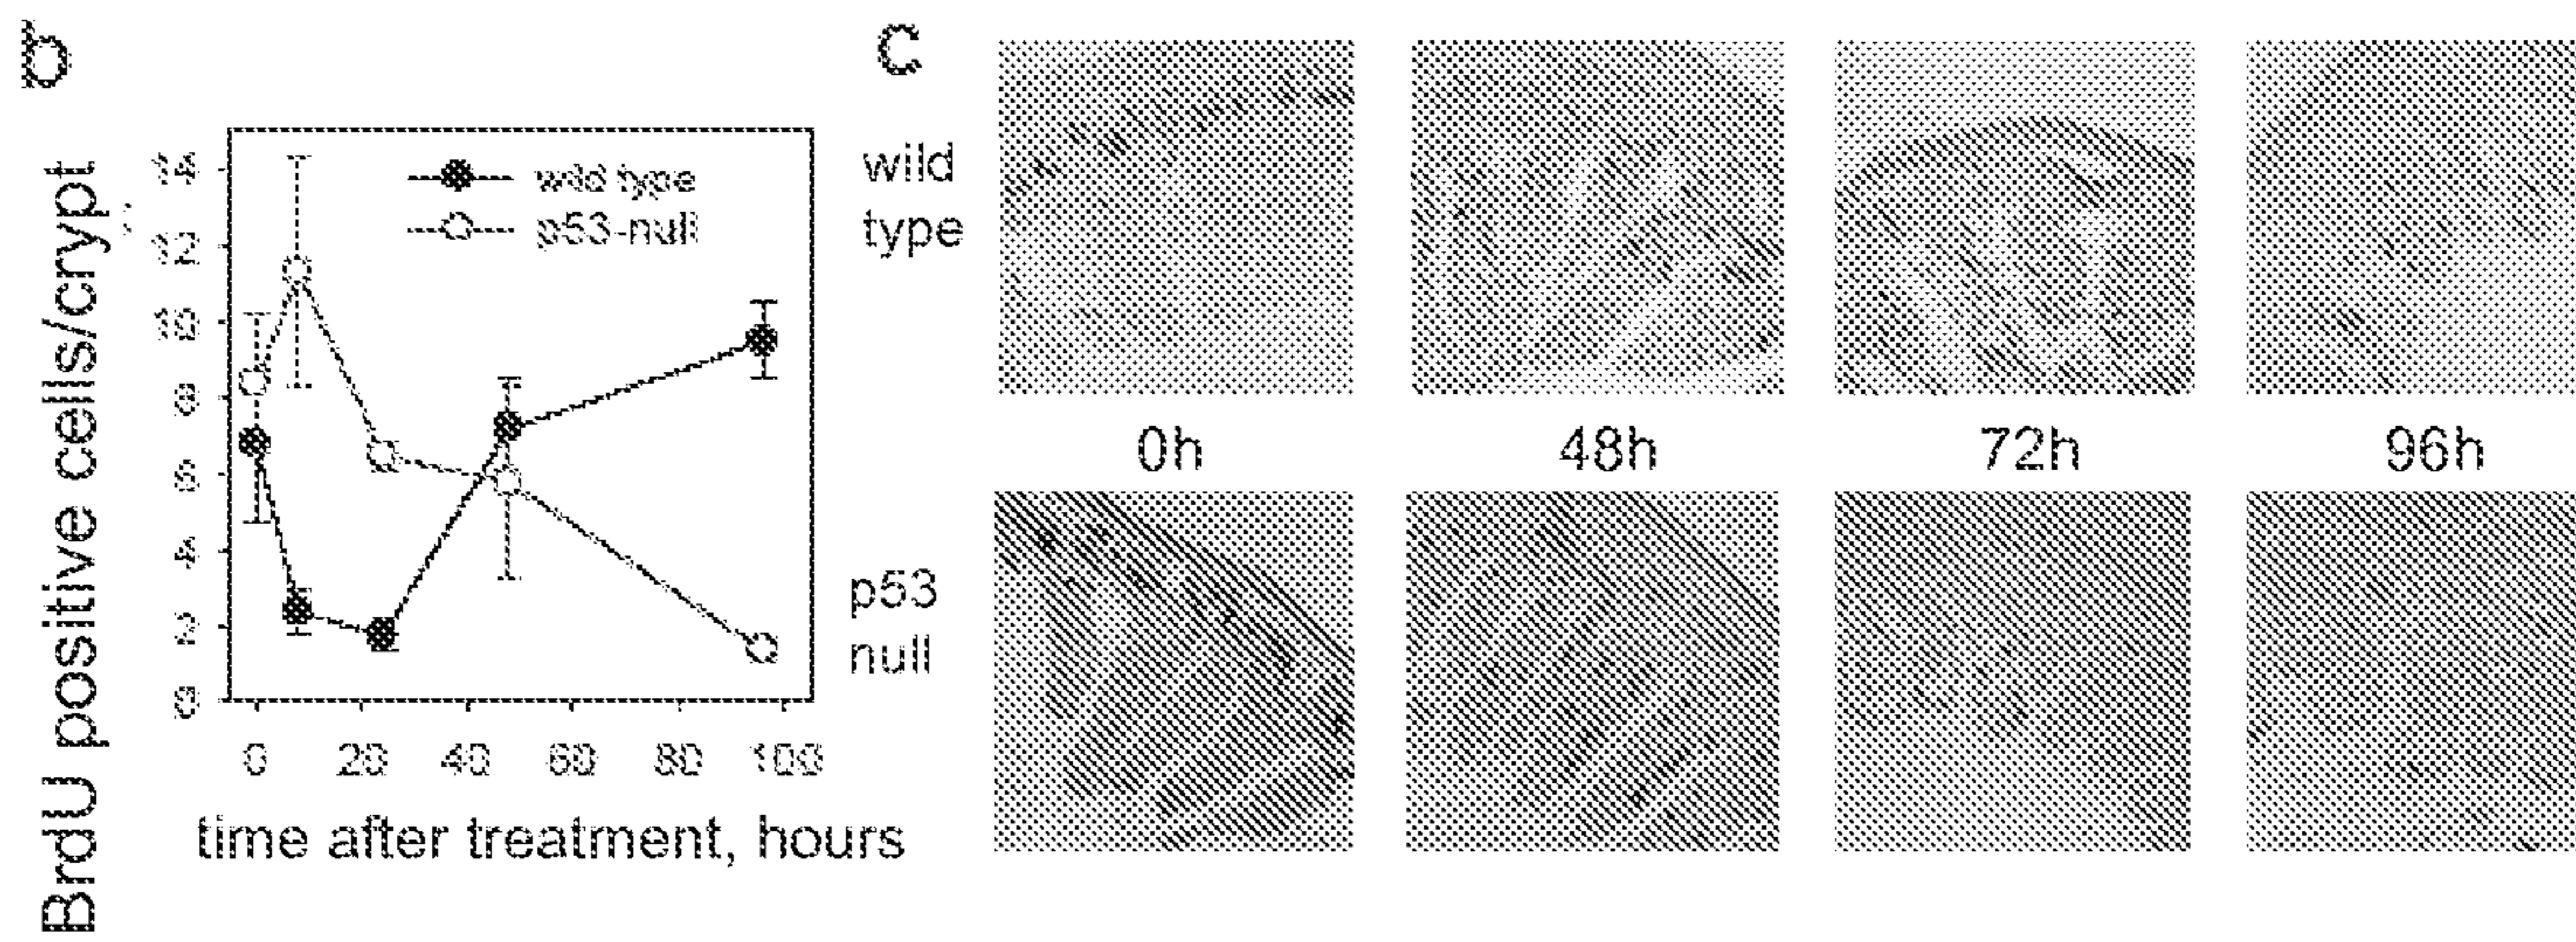 b
BrdU positive cells/crypt
14
12
10
8
6
4
2
0
wild type
p53-null
0 20 40 60 80 100
time after treatment, hours
c
wild
type
0h 48h 72h 96h
p53
null